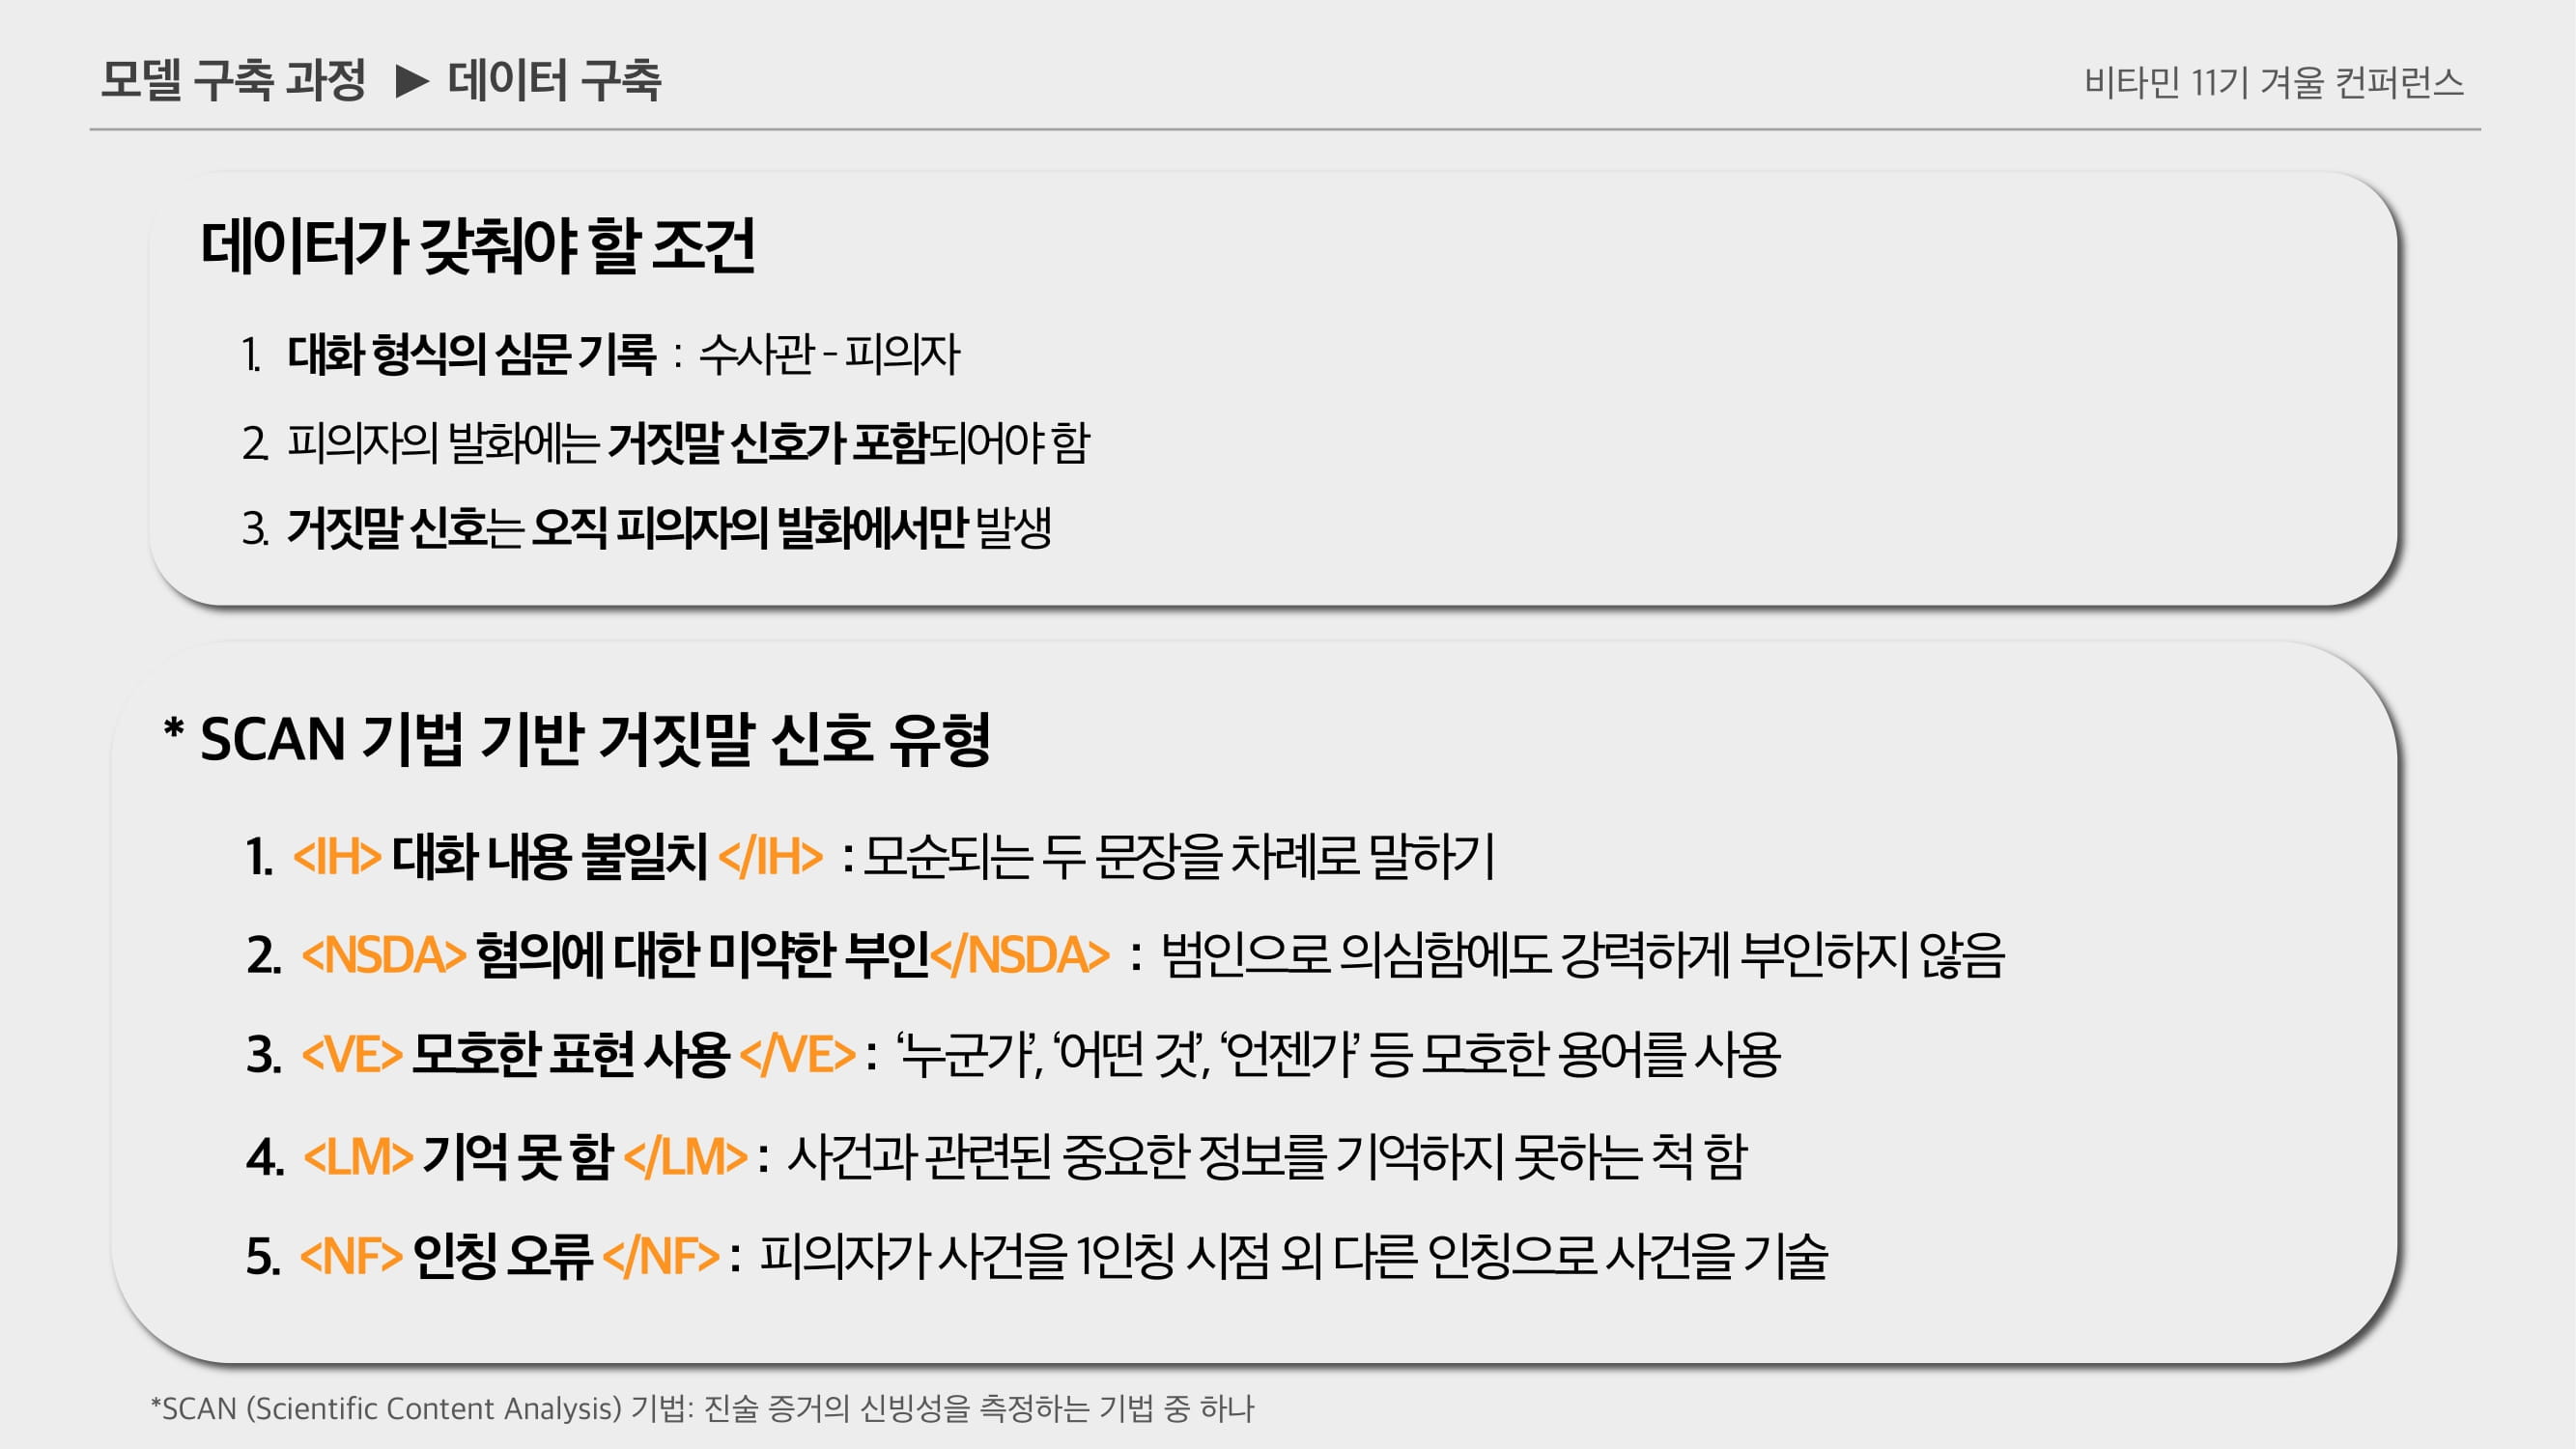 모델 구축 과정 ▶ 데이터 구축
비타민 11기 겨울 컨퍼런스
데이터가 갖춰야 할 조건
1. 대화 형식의 심문 기록 : 수사관 - 피의자
2. 피의자의 발화에는 거짓말 신호가 포함되어야 함
3. 거짓말 신호는 오직 피의자의 발화에서만 발생
* SCAN 기법 기반 거짓말 신호 유형
1. <IH> 대화 내용 불일치 </IH> : 모순되는 두 문장을 차례로 말하기
2. <NSDA> 혐의에 대한 미약한 부인</NSDA> : 범인으로 의심함에도 강력하게 부인하지 않음
3. <VE> 모호한 표현 사용 </VE> : ‘누군가’, ‘어떤 것’, ‘언젠가’ 등 모호한 용어를 사용
4. <LM> 기억 못 함 </LM> : 사건과 관련된 중요한 정보를 기억하지 못하는 척 함
5. <NF> 인칭 오류 </NF> : 피의자가 사건을 1인칭 시점 외 다른 인칭으로 사건을 기술
*SCAN (Scientific Content Analysis) 기법: 진술 증거의 신빙성을 측정하는 기법 중 하나